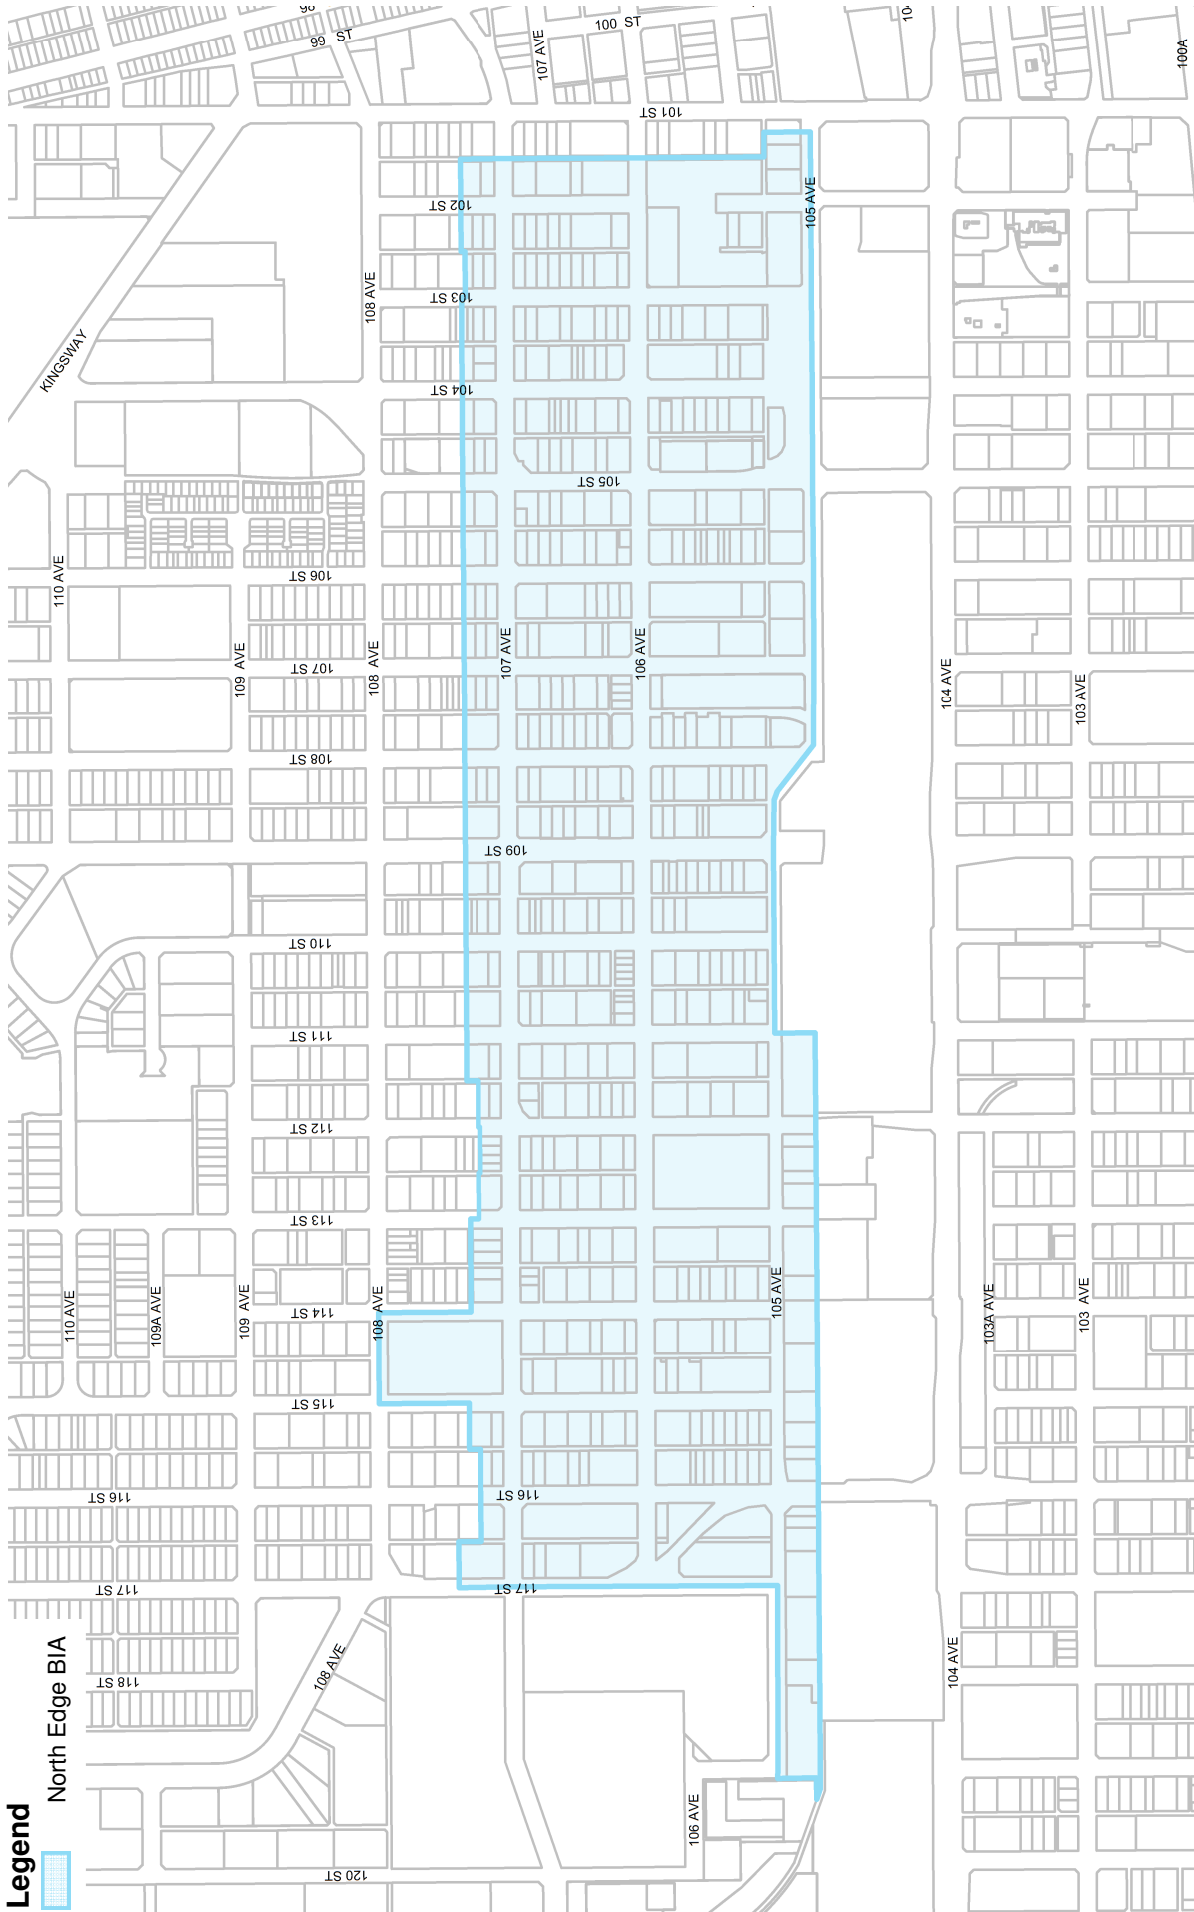 Legend
North Edge BIA
98
99 ST
100 ST
107 AVE
100A
101 ST
105 AVE
102 ST
108 AVE
103 ST
KINGSWAY
104 ST
105 ST
110 AVE
106 ST
109 AVE
108 AVE
107 AVE
106 AVE
107 ST
104 AVE
103 AVE
108 ST
109 ST
110 ST
111 ST
112 ST
113 ST
110 AVE
109A AVE
109 AVE
108 AVE
114 ST
105 AVE
103A AVE
103 AVE
115 ST
116 ST
116 ST
117 ST
117 ST
118 ST
108 AVE
104 AVE
106 AVE
120 ST